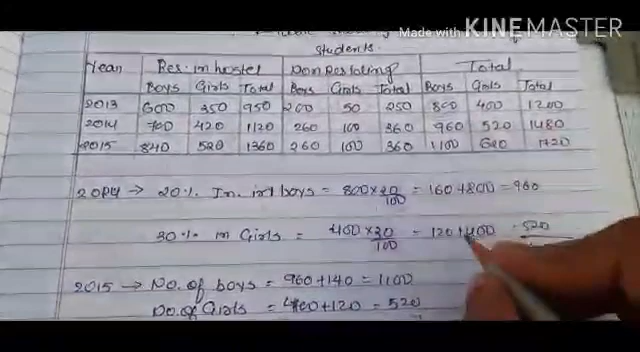 Made with KINEMASTER
students.
Year Res. in hostel Non Residing Total
Boys Girls Total Boys Girls Total Boys Girls Total
2013 600 350 950 200 50 250 800 400 1200
2014 700 420 1120 260 100 360 960 520 1480
2015 840 520 1360 260 100 360 1100 620 1720
2014 → 20% In. in boys = 800×20/100 = 160+800 = 960
30% in Girls = 400×30/100 = 120+400 = 520
2015 → No. of boys = 960+140 = 1100
No. of Girls = 400+120 = 520